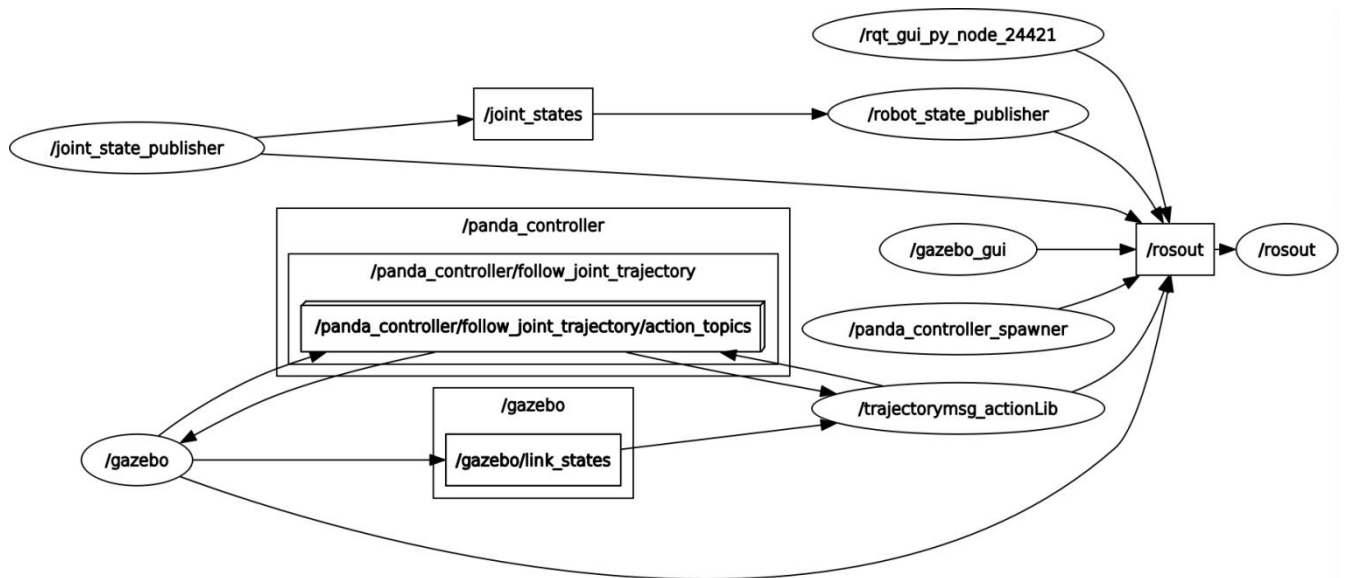 /rqt_gui_py_node_24421
/joint_states
/robot_state_publisher
/joint_state_publisher
/panda_controller
/panda_controller/follow_joint_trajectory
/panda_controller/follow_joint_trajectory/action_topics
/gazebo_gui
/rosout
/rosout
/panda_controller_spawner
/trajectorymsg_actionLib
/gazebo
/gazebo
/gazebo/link_states